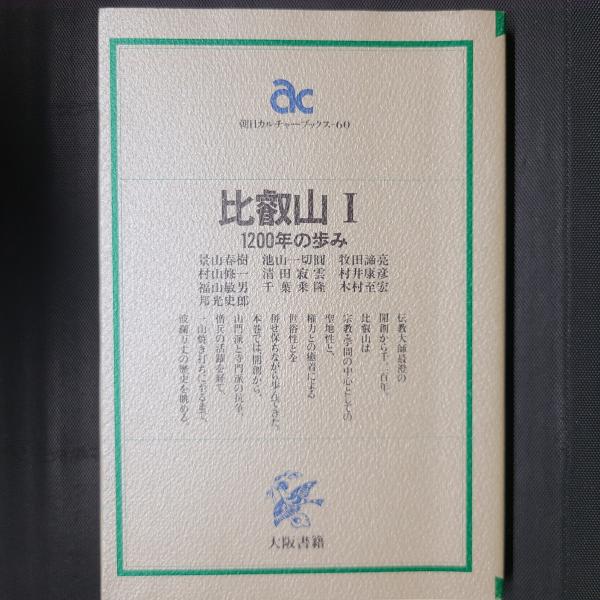 ac
朝日カルチャーブックス-60
比叡山 I
1200年の歩み
景山春樹 池山一切圓 牧田諦亮
村山修一 清田寂雲 村井康彦
福山敏男 千葉乗隆 木村至宏
邦光史郎
伝教大師最澄の
開創から千二百年、
比叡山は
宗教・学問の中心としての
聖地性と、
権力との癒着による
世俗性とを
併せ保ちながら歩んできた。
本巻では、開創から、
山門派と寺門派の抗争、
僧兵の活躍を経て、
一山焼き打ちに至るまで、
波瀾万丈の歴史を眺める。
大阪書籍